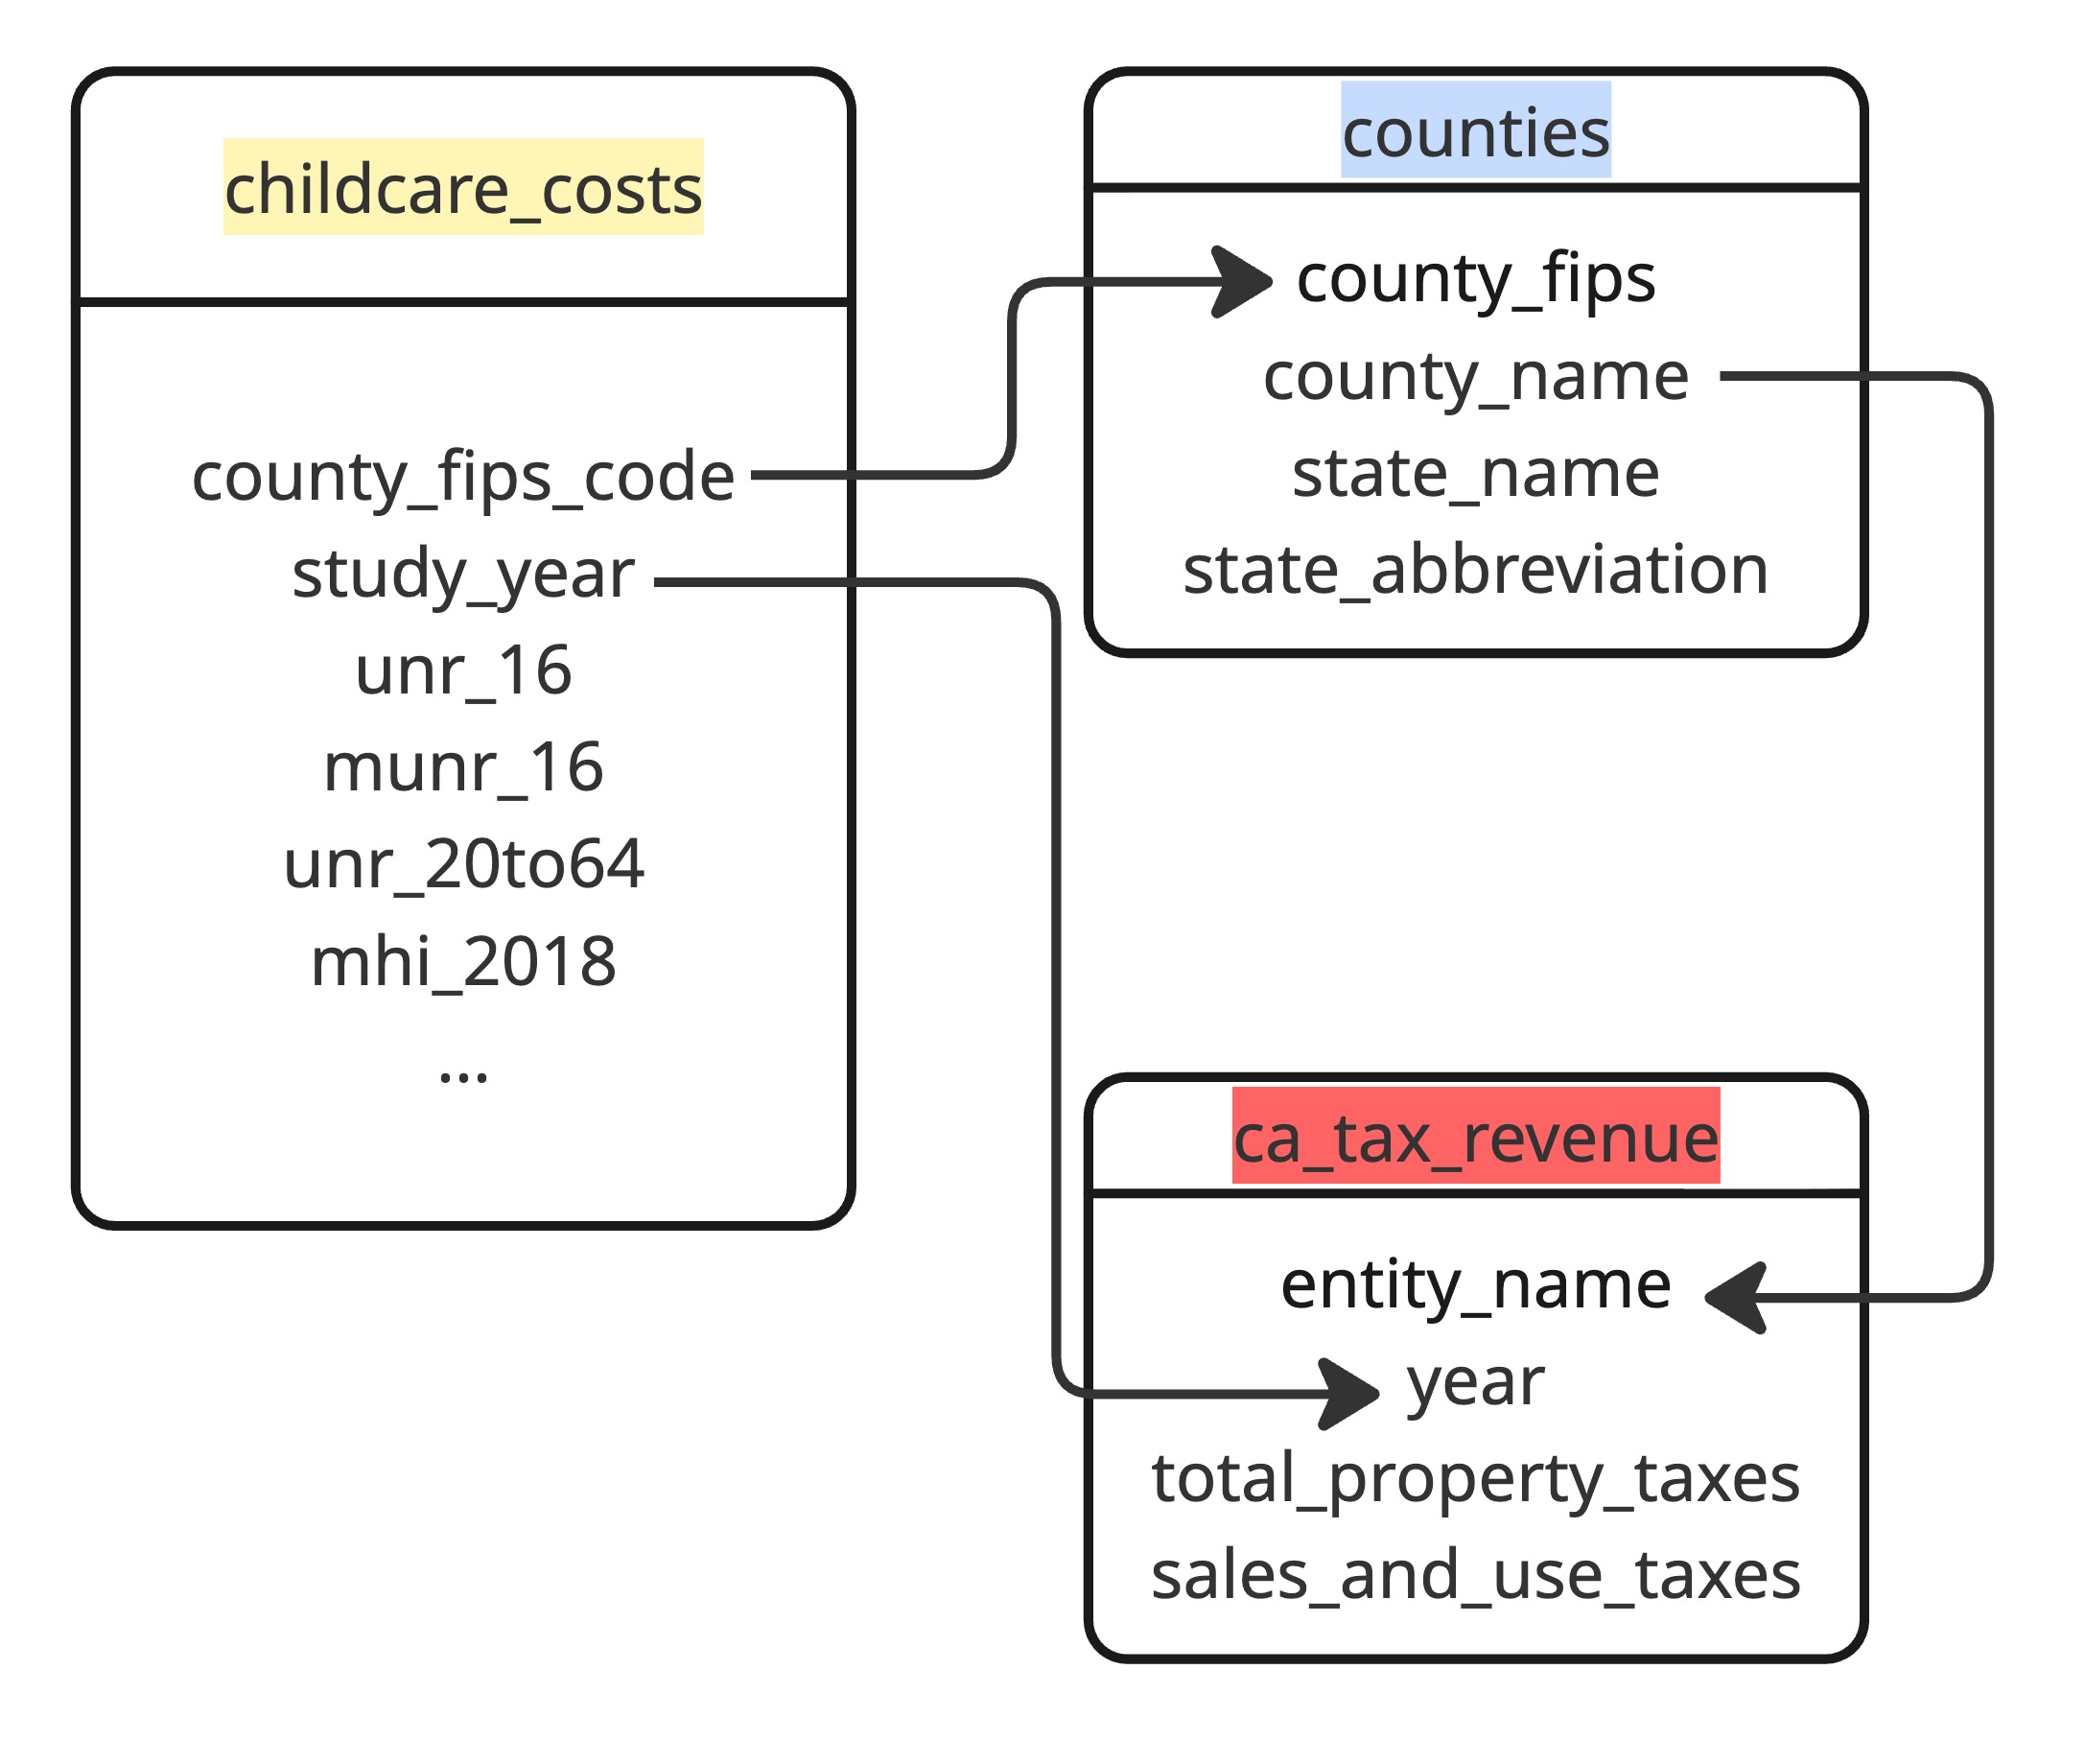 childcare_costs
county_fips_code
study_year
unr_16
munr_16
unr_20to64
mhi_2018
...
counties
county_fips
county_name
state_name
state_abbreviation
ca_tax_revenue
entity_name
year
total_property_taxes
sales_and_use_taxes